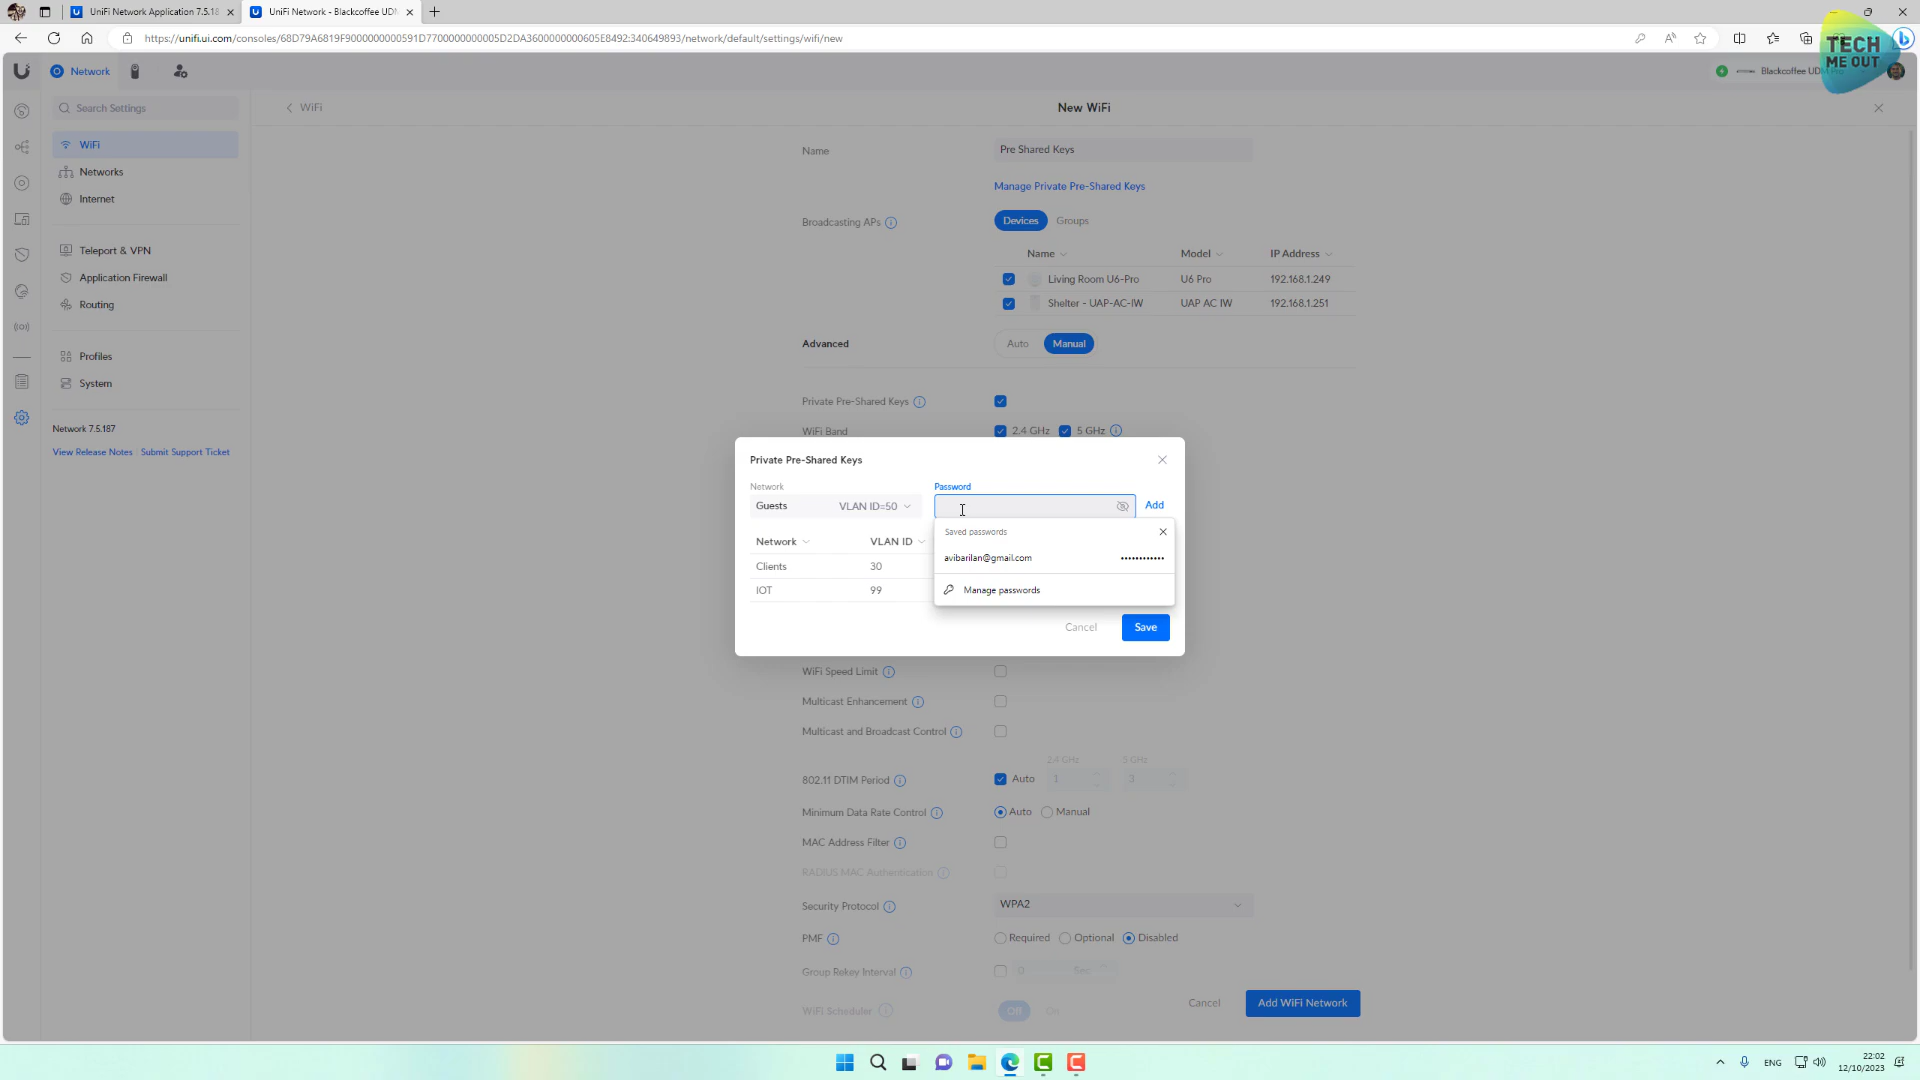 UniFi Network Application 7.5.18
UniFi Network - Blackcoffee UDM
https://unifi.ui.com/consoles/68D79A6819F9000000000591D7700000000005D2DA3600000000605E8492:340649893/network/default/settings/wifi/new
TECH
ME OUT
Network
Blackcoffee UDM Pro
Search Settings
WiFi
New WiFi
WiFi
Networks
Internet
Teleport & VPN
Application Firewall
Routing
Profiles
System
Network 7.5.187
View Release Notes
Submit Support Ticket
Name
Pre Shared Keys
Manage Private Pre-Shared Keys
Broadcasting APs
Devices
Groups
Name
Model
IP Address
Living Room U6-Pro
U6 Pro
192.168.1.249
Shelter - UAP-AC-IW
UAP AC IW
192.168.1.251
Advanced
Auto
Manual
Private Pre-Shared Keys
WiFi Band
2.4 GHz
5 GHz
Private Pre-Shared Keys
Network
Password
Guests
VLAN ID=50
Add
Saved passwords
Network
VLAN ID
avibarilan@gmail.com
••••••••••••
Clients
30
Manage passwords
IOT
99
Cancel
Save
WiFi Speed Limit
Multicast Enhancement
Multicast and Broadcast Control
2.4 GHz
5 GHz
802.11 DTIM Period
Auto
1
3
Minimum Data Rate Control
Auto
Manual
MAC Address Filter
RADIUS MAC Authentication
Security Protocol
WPA2
PMF
Required
Optional
Disabled
Group Rekey Interval
0
Sec
WiFi Scheduler
Off
On
Cancel
Add WiFi Network
ENG
22:02
12/10/2023